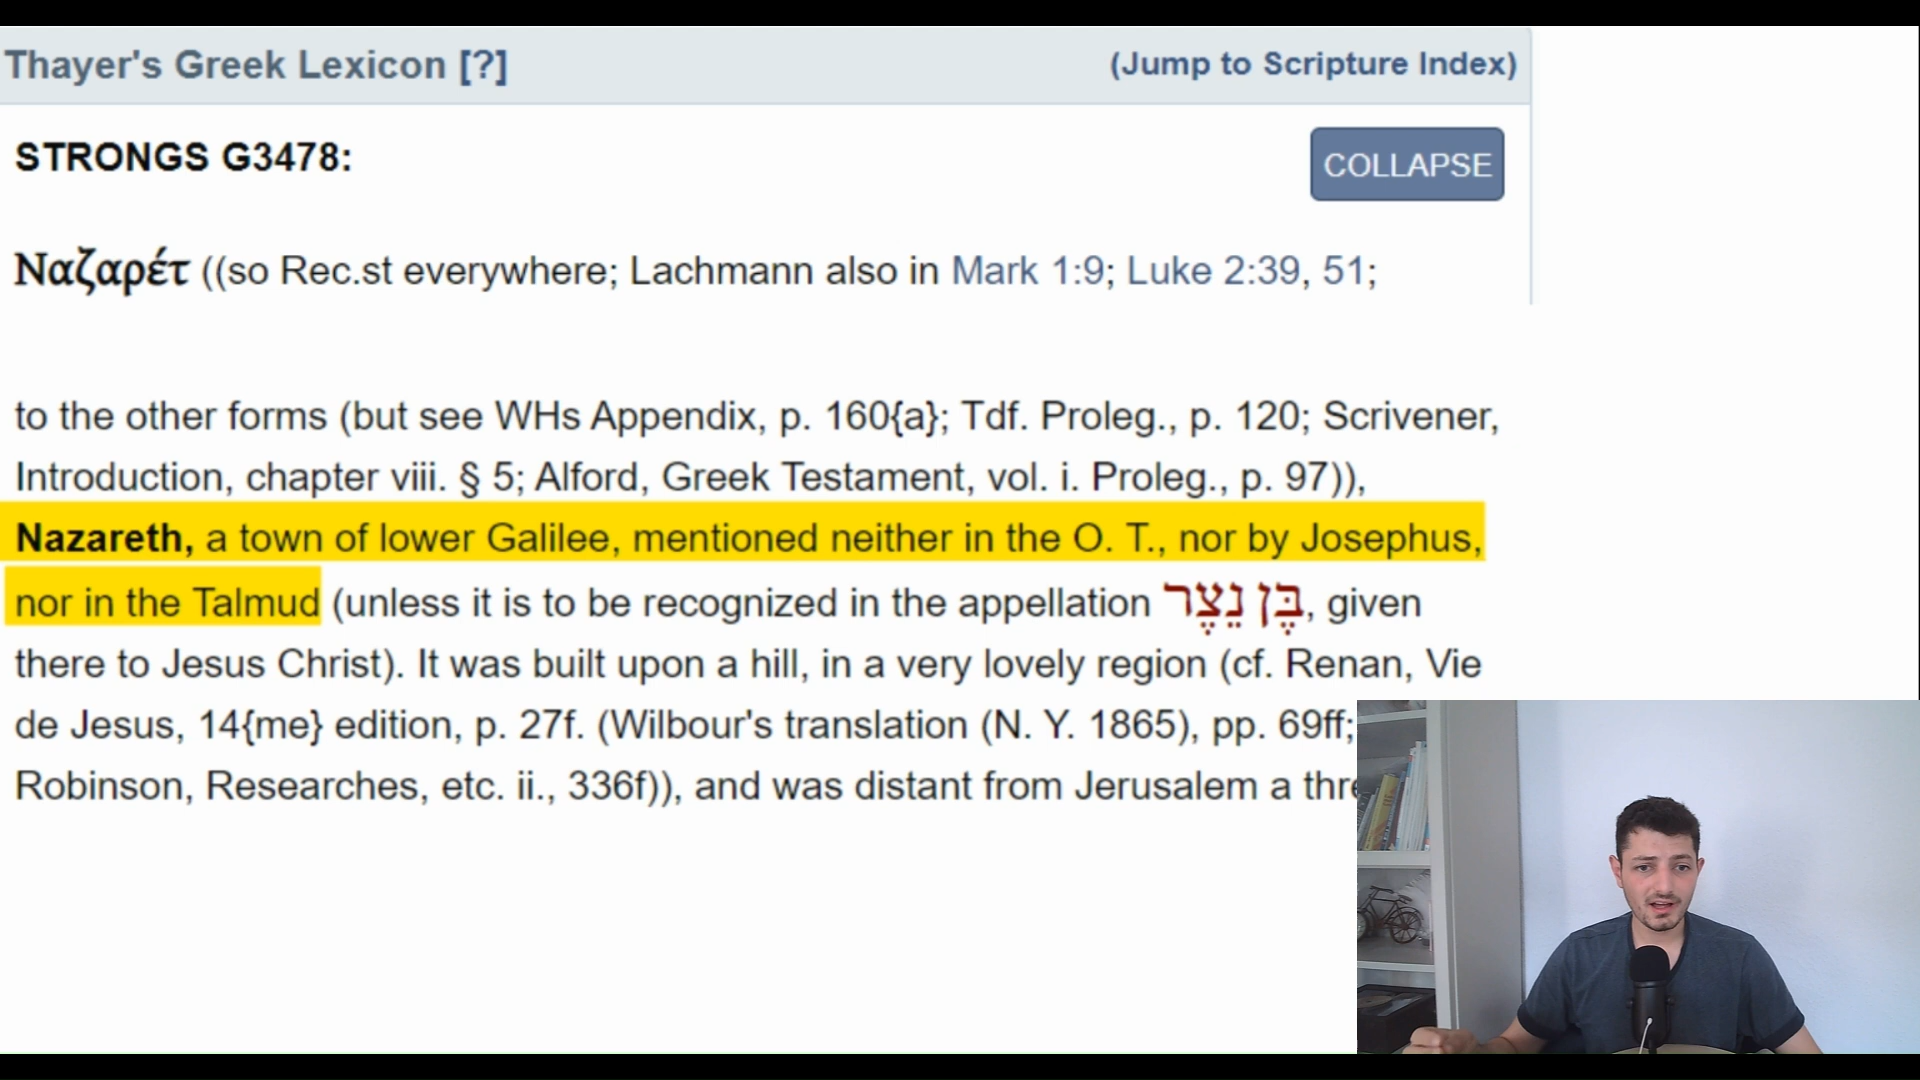 Thayer's Greek Lexicon [?]
(Jump to Scripture Index)
STRONGS G3478:
COLLAPSE
Ναζαρέτ ((so Rec.st everywhere; Lachmann also in Mark 1:9; Luke 2:39, 51;
to the other forms (but see WHs Appendix, p. 160{a}; Tdf. Proleg., p. 120; Scrivener,
Introduction, chapter viii. § 5; Alford, Greek Testament, vol. i. Proleg., p. 97)),
Nazareth, a town of lower Galilee, mentioned neither in the O. T., nor by Josephus,
nor in the Talmud (unless it is to be recognized in the appellation בֶּן נֵצֶר, given
there to Jesus Christ). It was built upon a hill, in a very lovely region (cf. Renan, Vie
de Jesus, 14{me} edition, p. 27f. (Wilbour's translation (N. Y. 1865), pp. 69ff;
Robinson, Researches, etc. ii., 336f)), and was distant from Jerusalem a